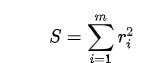 S = \sum_{i=1}^{m} r_i^2